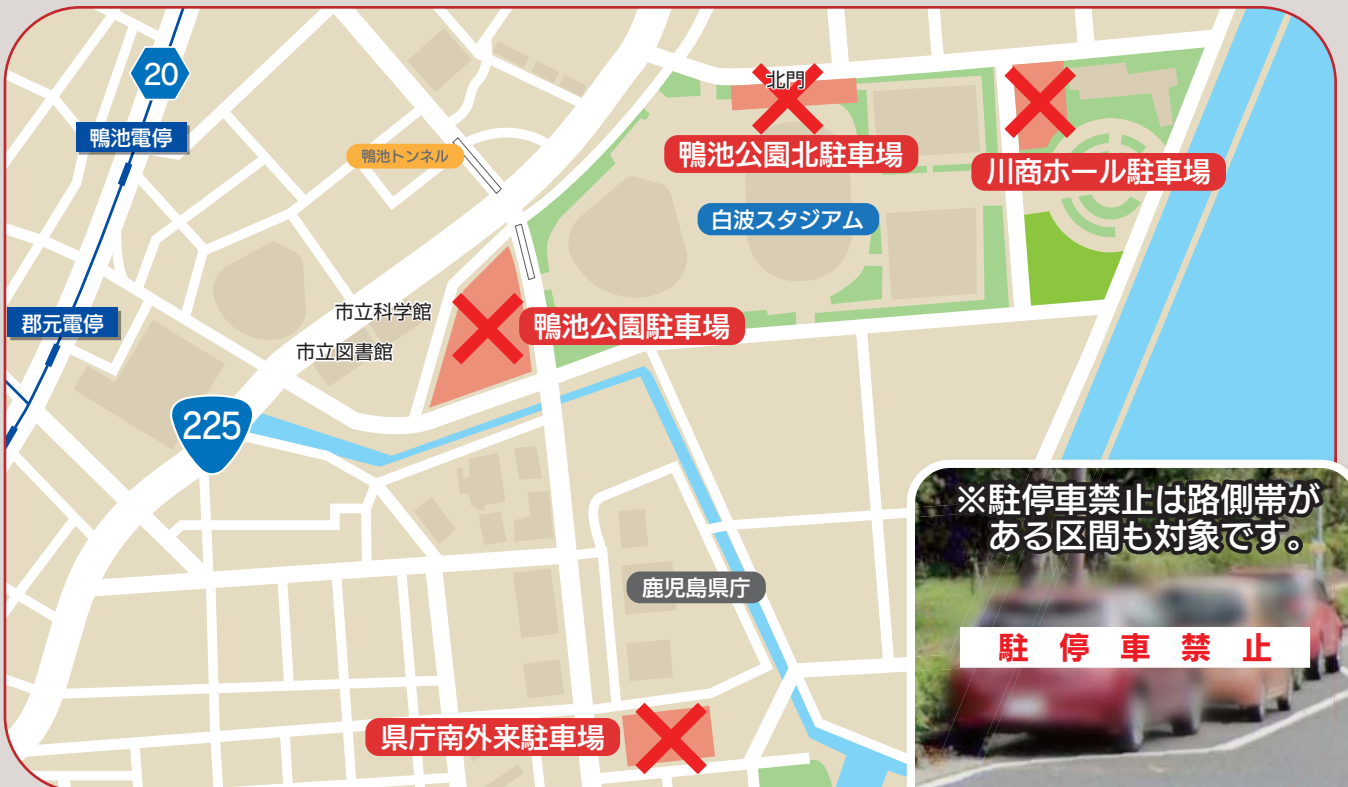 20
鴨池電停
鴨池トンネル
北門
鴨池公園北駐車場
川商ホール駐車場
白波スタジアム
郡元電停
市立科学館
市立図書館
鴨池公園駐車場
225
※駐停車禁止は路側帯が
ある区間も対象です。
鹿児島県庁
駐停車禁止
県庁南外来駐車場